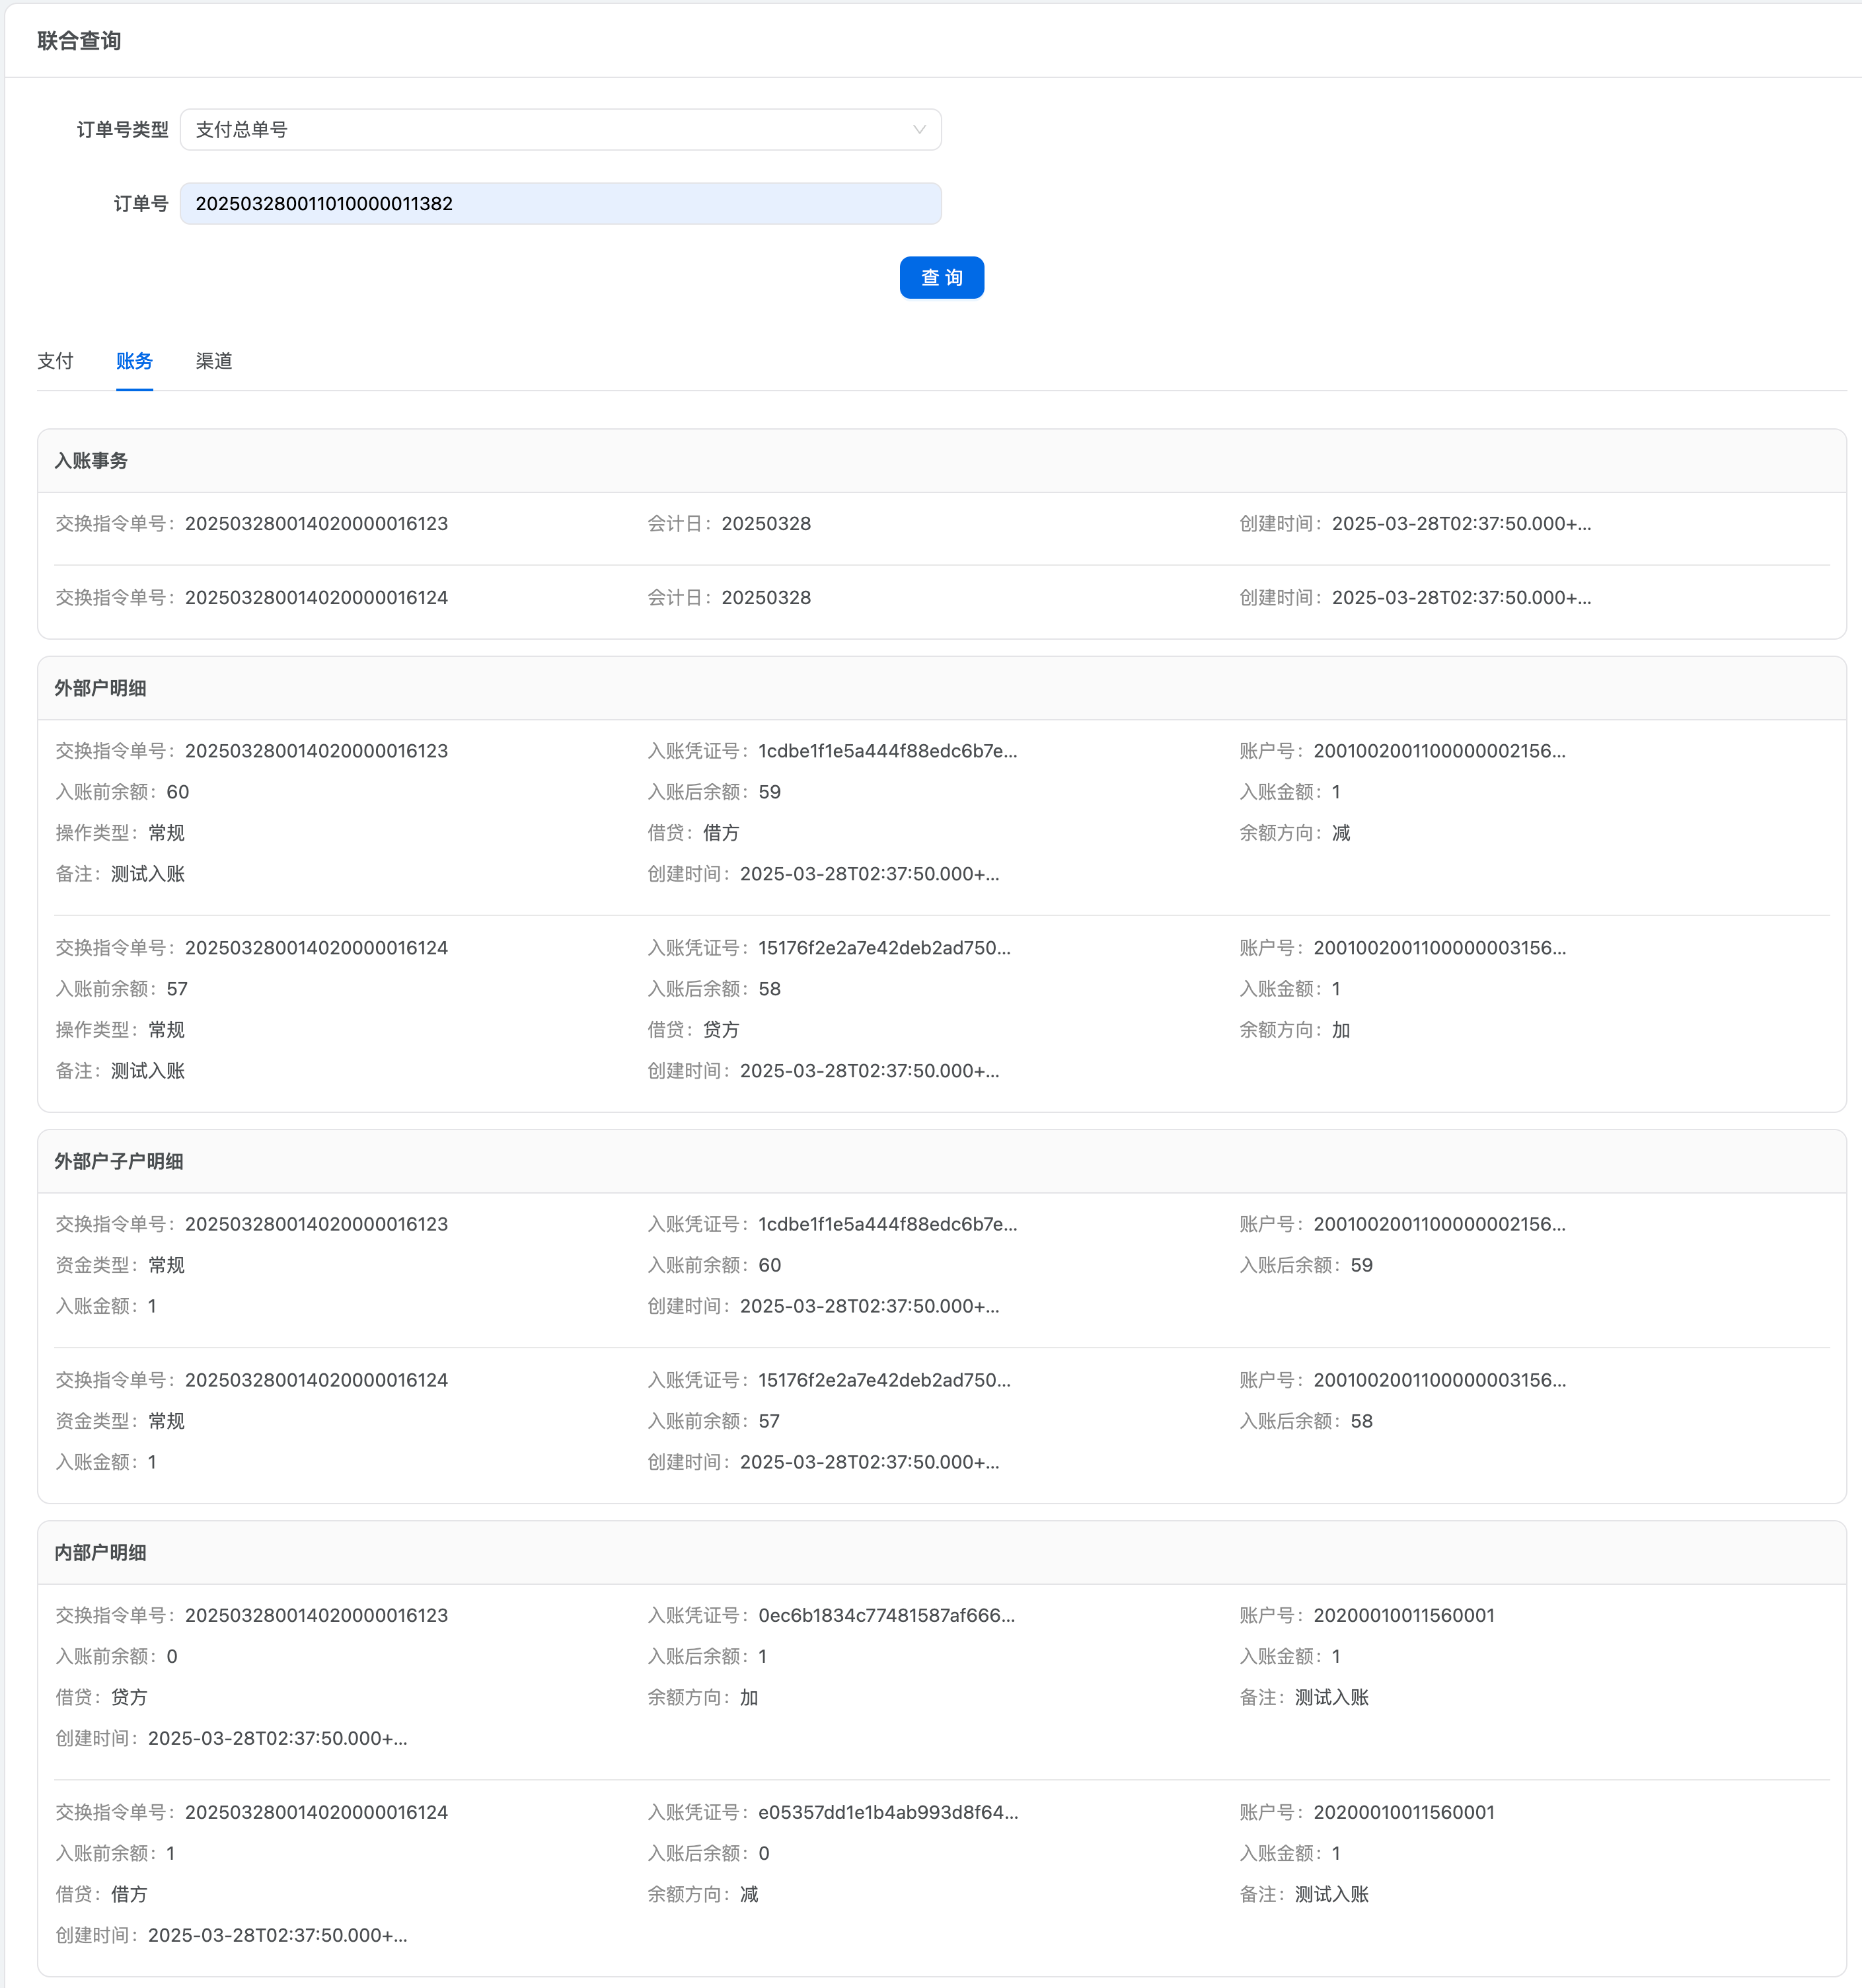 联合查询
订单号类型 支付总单号
订单号 202503280011010000011382
查 询
支付 账务 渠道
入账事务
交换指令单号：202503280014020000016123 会计日：20250328 创建时间：2025-03-28T02:37:50.000+...
交换指令单号：202503280014020000016124 会计日：20250328 创建时间：2025-03-28T02:37:50.000+...
外部户明细
交换指令单号：202503280014020000016123 入账凭证号：1cdbe1f1e5a444f88edc6b7e... 账户号：2001002001100000002156...
入账前余额：60 入账后余额：59 入账金额：1
操作类型：常规 借贷：借方 余额方向：减
备注：测试入账 创建时间：2025-03-28T02:37:50.000+...
交换指令单号：202503280014020000016124 入账凭证号：15176f2e2a7e42deb2ad750... 账户号：2001002001100000003156...
入账前余额：57 入账后余额：58 入账金额：1
操作类型：常规 借贷：贷方 余额方向：加
备注：测试入账 创建时间：2025-03-28T02:37:50.000+...
外部户子户明细
交换指令单号：202503280014020000016123 入账凭证号：1cdbe1f1e5a444f88edc6b7e... 账户号：2001002001100000002156...
资金类型：常规 入账前余额：60 入账后余额：59
入账金额：1 创建时间：2025-03-28T02:37:50.000+...
交换指令单号：202503280014020000016124 入账凭证号：15176f2e2a7e42deb2ad750... 账户号：2001002001100000003156...
资金类型：常规 入账前余额：57 入账后余额：58
入账金额：1 创建时间：2025-03-28T02:37:50.000+...
内部户明细
交换指令单号：202503280014020000016123 入账凭证号：0ec6b1834c77481587af666... 账户号：20200010011560001
入账前余额：0 入账后余额：1 入账金额：1
借贷：贷方 余额方向：加 备注：测试入账
创建时间：2025-03-28T02:37:50.000+...
交换指令单号：202503280014020000016124 入账凭证号：e05357dd1e1b4ab993d8f64... 账户号：20200010011560001
入账前余额：1 入账后余额：0 入账金额：1
借贷：借方 余额方向：减 备注：测试入账
创建时间：2025-03-28T02:37:50.000+...